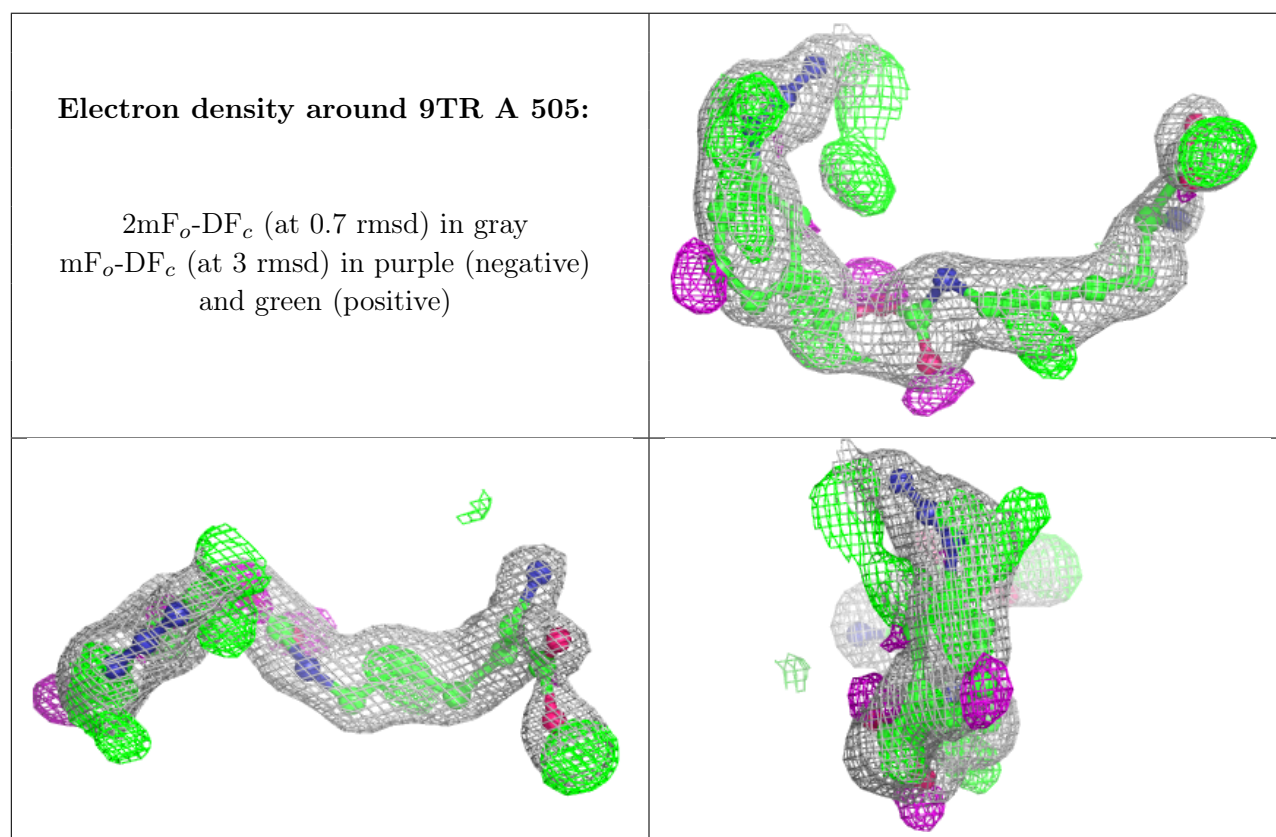 Electron density around 9TR A 505:
2mFo-DFc (at 0.7 rmsd) in gray
mFo-DFc (at 3 rmsd) in purple (negative)
and green (positive)